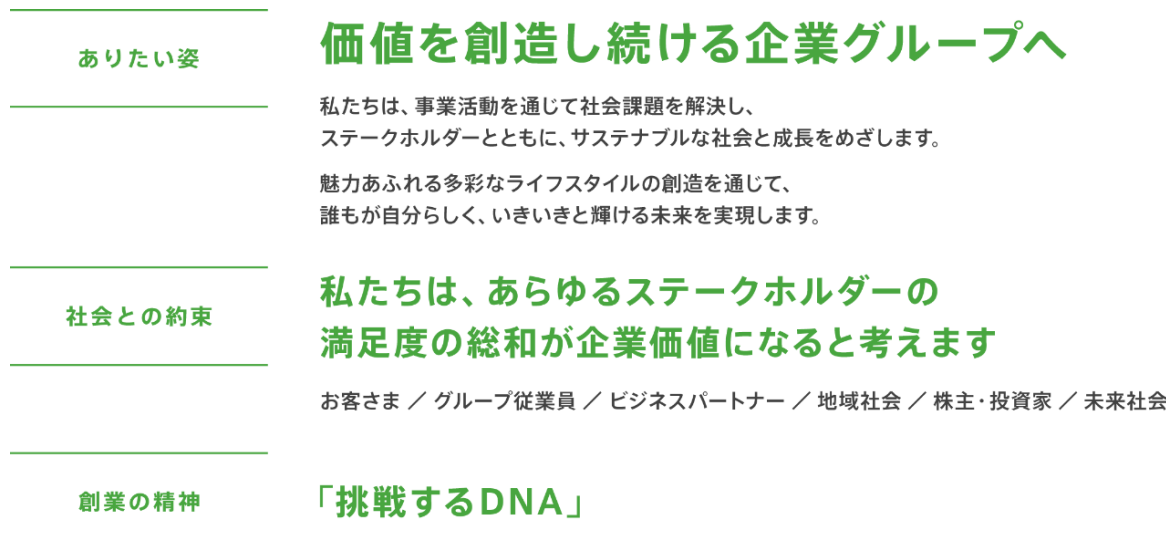 ありたい姿
価値を創造し続ける企業グループへ
私たちは、事業活動を通じて社会課題を解決し、
ステークホルダーとともに、サステナブルな社会と成長をめざします。
魅力あふれる多彩なライフスタイルの創造を通じて、
誰もが自分らしく、いきいきと輝ける未来を実現します。
社会との約束
私たちは、あらゆるステークホルダーの
満足度の総和が企業価値になると考えます
お客さま ／ グループ従業員 ／ ビジネスパートナー ／ 地域社会 ／ 株主・投資家 ／ 未来社会
創業の精神
「挑戦するDNA」